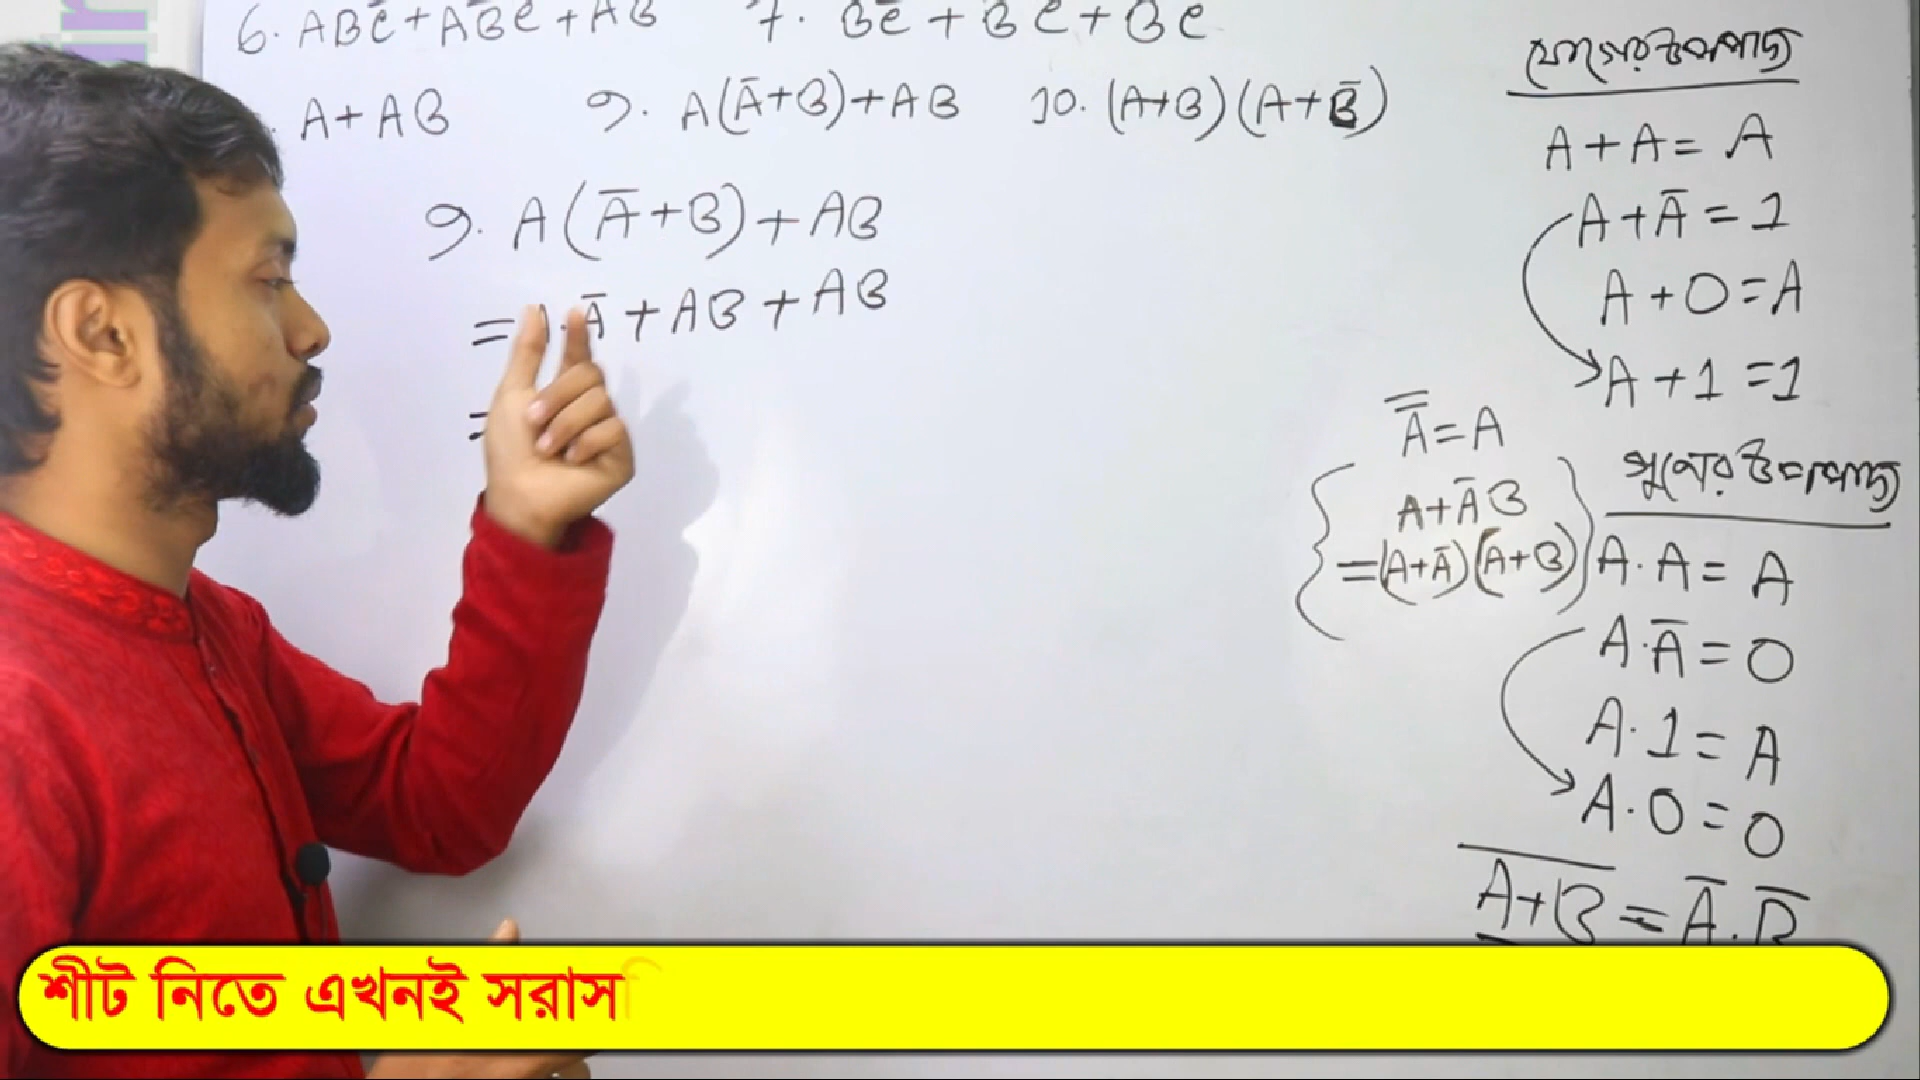 6. ABC̄+AB̄C+AB 7. BC̄+B̄C+BC
A+AB 9. A(Ā+B)+AB 10. (A+B)(A+B̄)
9. A(Ā+B)+AB
= A.Ā+AB+AB
=
যোগের উপপাদ্য
A+A=A
A+Ā=1
A+0=A
A+1=1
A̿=A
A+ĀB
=(A+Ā)(A+B)
গুণের উপপাদ্য
A.A=A
A.Ā=0
A.1=A
A.0=0
A̅+̅B̅=Ā.B̄
শীট নিতে এখনই